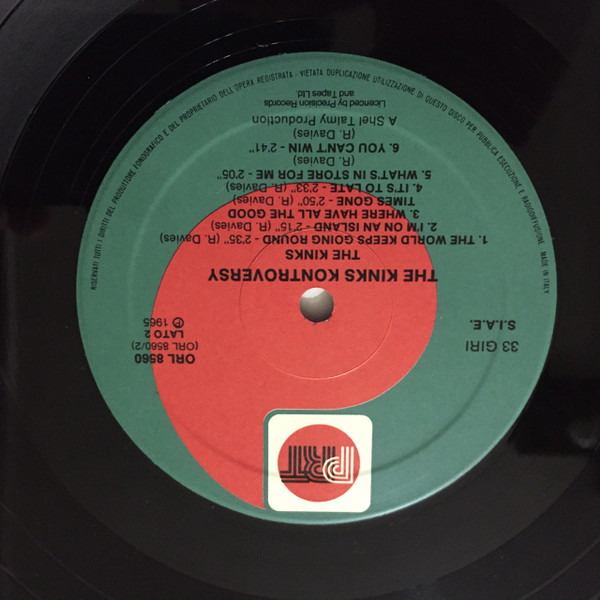 PRT
33 GIRI
S.I.A.E.
ORL 8560
(ORL 8560/2)
LATO 2
℗ 1965
THE KINKS KONTROVERSY
THE KINKS
1. THE WORLD KEEPS GOING ROUND - 2'35" (R. Davies)
2. I'M ON AN ISLAND - 2'15" (R. Davies)
3. WHERE HAVE ALL THE GOOD
TIMES GONE - 2'50" (R. Davies)
4. IT'S TO LATE - 2'33" (R. Davies)
5. WHAT'S IN STORE FOR ME - 2'05"
(R. Davies)
6. YOU CAN'T WIN - 2'41"
(R. Davies)
A Shel Talmy Production
Licenced by Precision Records
and Tapes Ltd.
RISERVATI TUTTI I DIRITTI DEL PRODUTTORE FONOGRAFICO E DEL PROPRIETARIO DELL'OPERA REGISTRATA - VIETATA DUPLICAZIONE UTILIZZAZIONE DI QUESTO DISCO PER PUBBLICA ESECUZIONE E RADIODIFFUSIONE. MADE IN ITALY